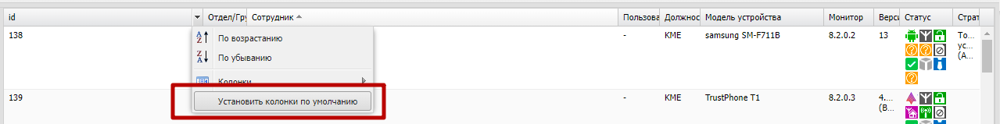 id Отдел/Гру Сотрудник Пользова Должнос Модель устройства Монитор Верси Статус Страт
138 - KME samsung SM-F711B 8.2.0.2 13 То...
ус...
(А...
По возрастанию
По убыванию
Колонки
Установить колонки по умолчанию
139 - KME TrustPhone T1 8.2.0.3 4....
(В...